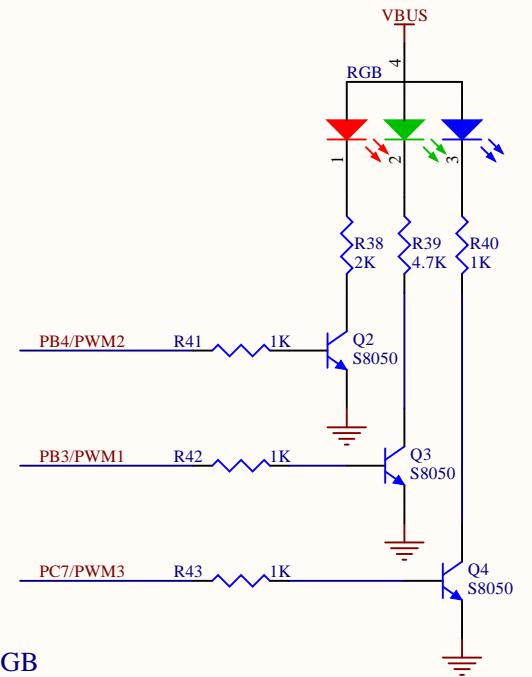 VBUS
4
RGB
1
2
3
R38
2K
R39
4.7K
R40
1K
PB4/PWM2
R41
1K
Q2
S8050
PB3/PWM1
R42
1K
Q3
S8050
PC7/PWM3
R43
1K
Q4
S8050
GB